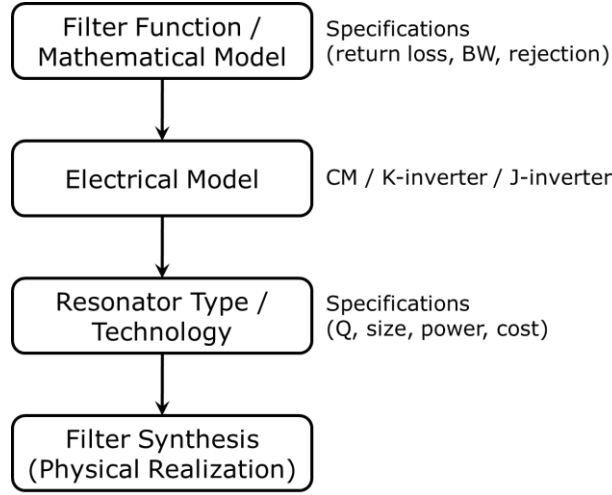 Filter Function /
Mathematical Model
Specifications
(return loss, BW, rejection)
Electrical Model
CM / K-inverter / J-inverter
Resonator Type /
Technology
Specifications
(Q, size, power, cost)
Filter Synthesis
(Physical Realization)